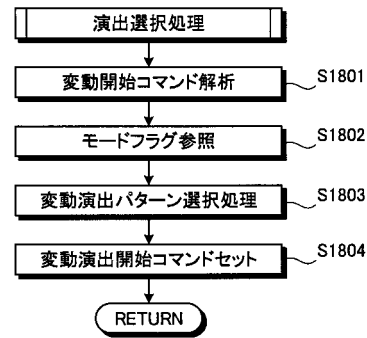 演出選択処理
変動開始コマンド解析
S1801
モードフラグ参照
S1802
変動演出パターン選択処理
S1803
変動演出開始コマンドセット
S1804
RETURN